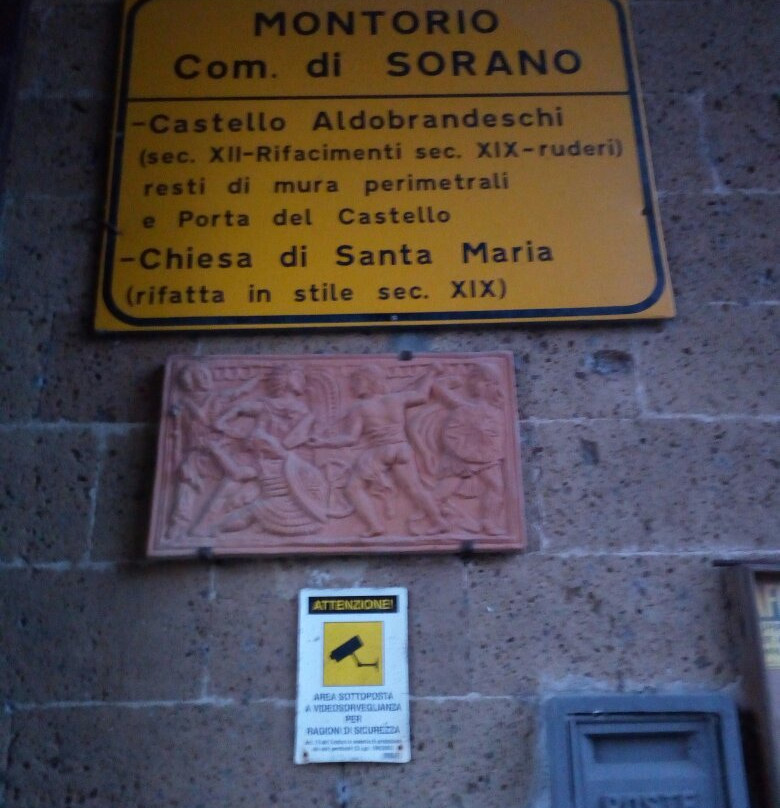 MONTORIO
Com. di SORANO
-Castello Aldobrandeschi
(sec. XII-Rifacimenti sec. XIX-ruderi)
resti di mura perimetrali
e Porta del Castello
-Chiesa di Santa Maria
(rifatta in stile sec. XIX)
ATTENZIONE!
AREA SOTTOPOSTA
A VIDEOSORVEGLIANZA
PER
RAGIONI DI SICUREZZA